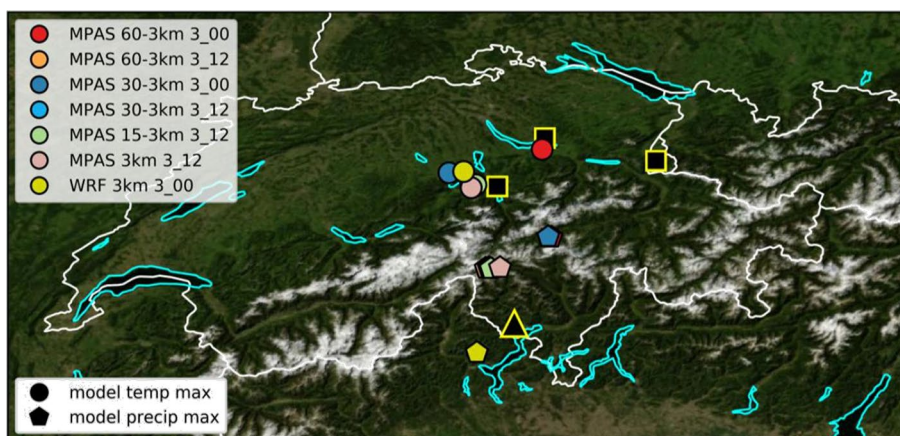 MPAS 60-3km 3_00
MPAS 60-3km 3_12
MPAS 30-3km 3_00
MPAS 30-3km 3_12
MPAS 15-3km 3_12
MPAS 3km 3_12
WRF 3km 3_00
model temp max
model precip max